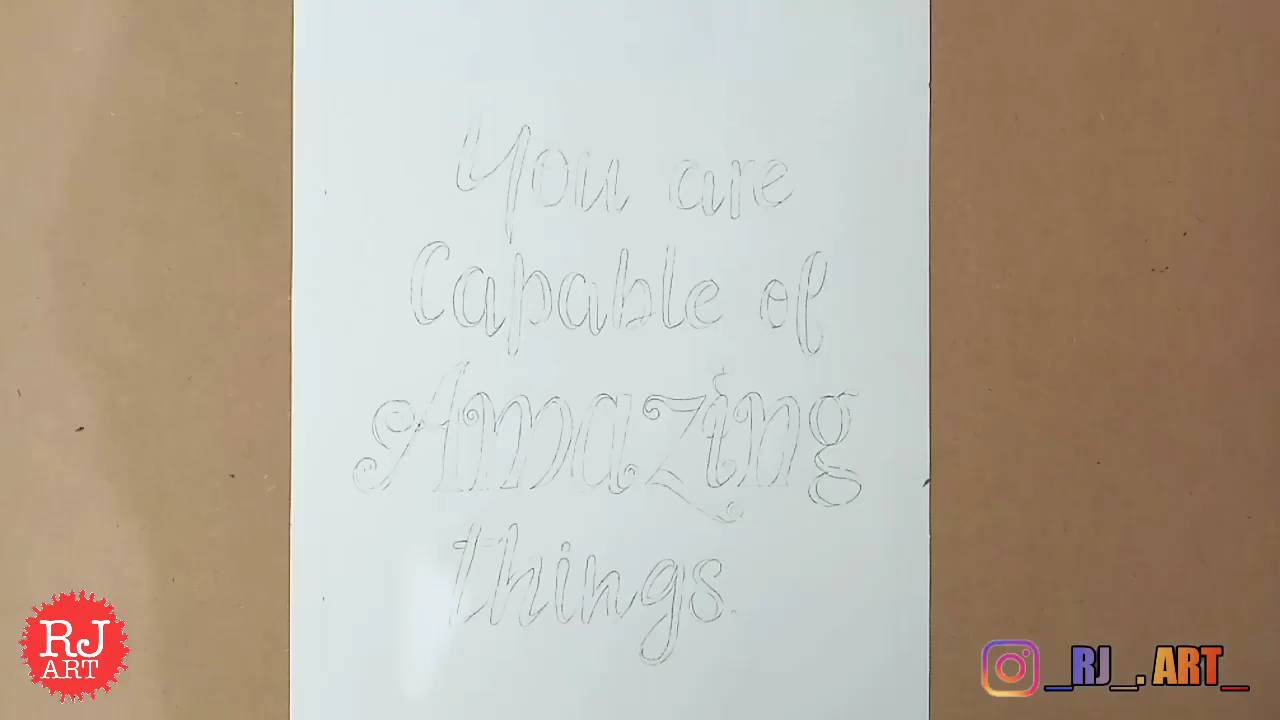 You are
Capable of
Amazing
things.
RJ
ART
_RJ_. ART_